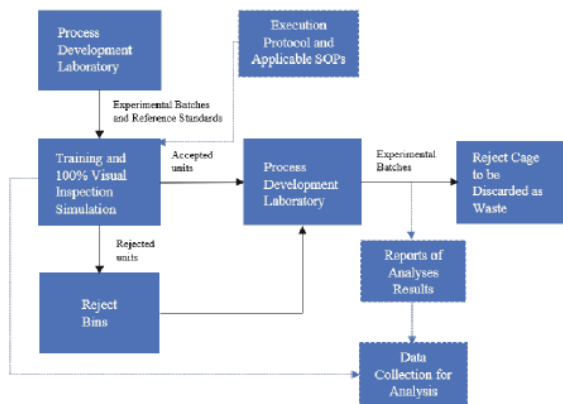 Process
Development
Laboratory
Execution
Protocol and
Applicable SOPs
Experimental Batches
and Reference Standards
Training and
100% Visual
Inspection
Simulation
Accepted
units
Process
Development
Laboratory
Experimental
Batches
Reject Cage
to be
Discarded as
Waste
Rejected
units
Reject
Bins
Reports of
Analyses
Results
Data
Collection for
Analysis